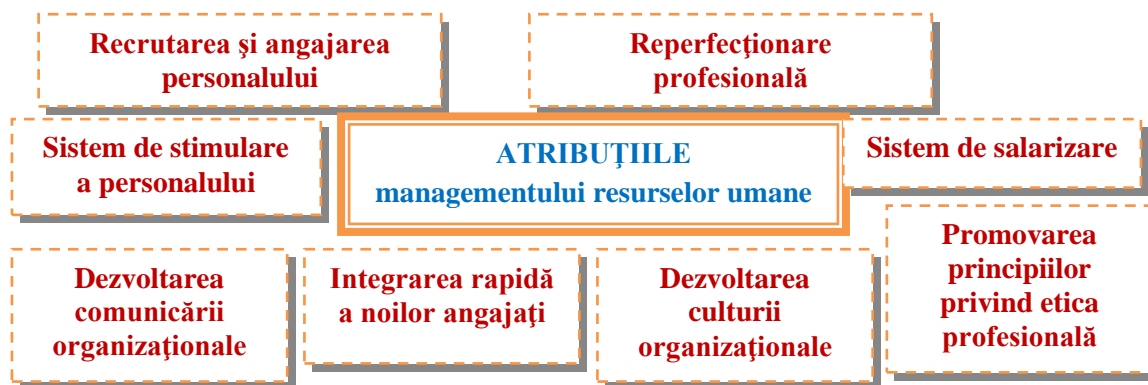 Recrutarea şi angajarea
personalului
Reperfecţionare
profesională
Sistem de stimulare
a personalului
ATRIBUŢIILE
managementului resurselor umane
Sistem de salarizare
Dezvoltarea
comunicării
organizaţionale
Integrarea rapidă
a noilor angajaţi
Dezvoltarea
culturii
organizaţionale
Promovarea
principiilor
privind etica
profesională